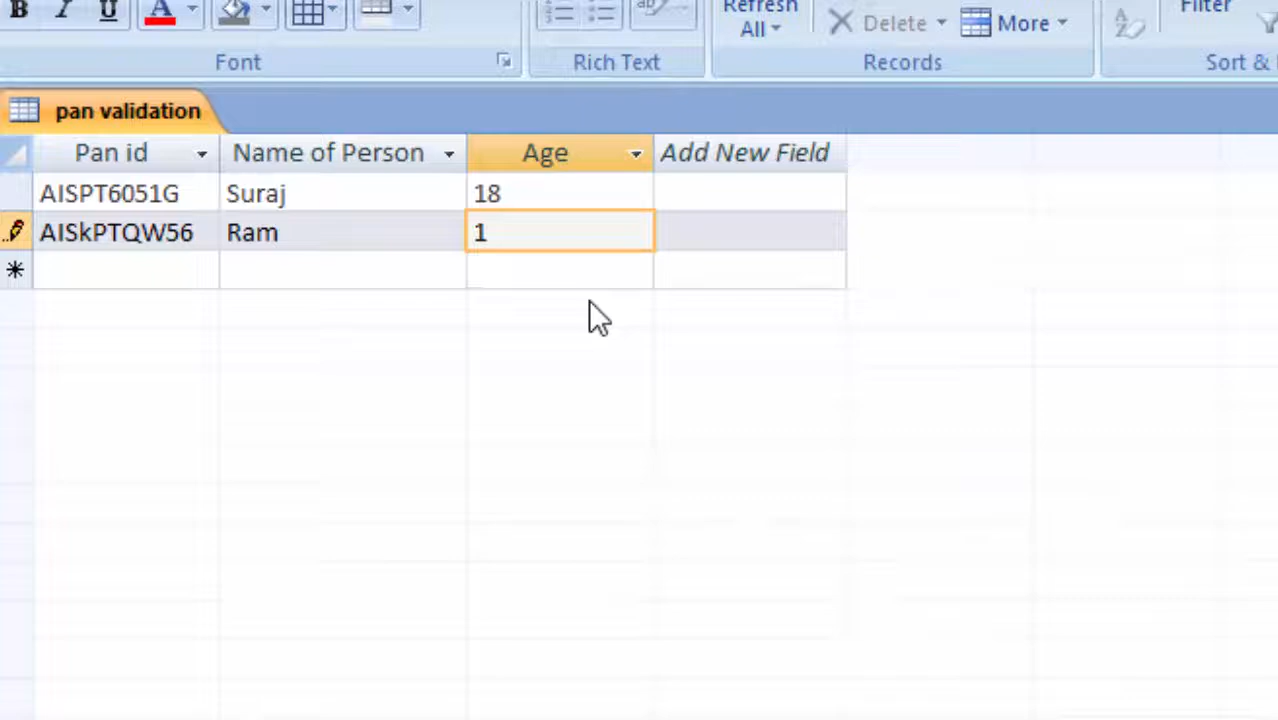 B I U A
Refresh
All
Delete
More
Filter
Font
Rich Text
Records
Sort &
pan validation
Pan id Name of Person Age Add New Field
AISPT6051G Suraj 18
AISkPTQW56 Ram 1